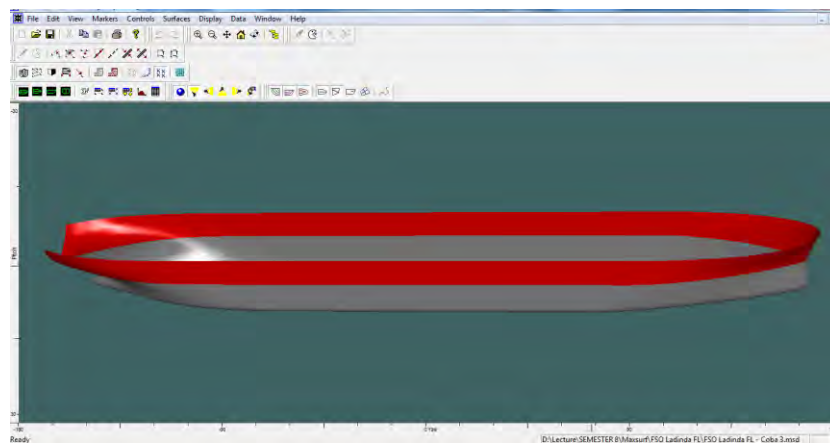 File Edit View Markers Controls Surfaces Display Data Window Help
Pitch
Ready
D:\Lecture\SEMESTER 8\Maxsurf\FSO Ladinda FL\FSO Ladinda FL - Coba 3.msd